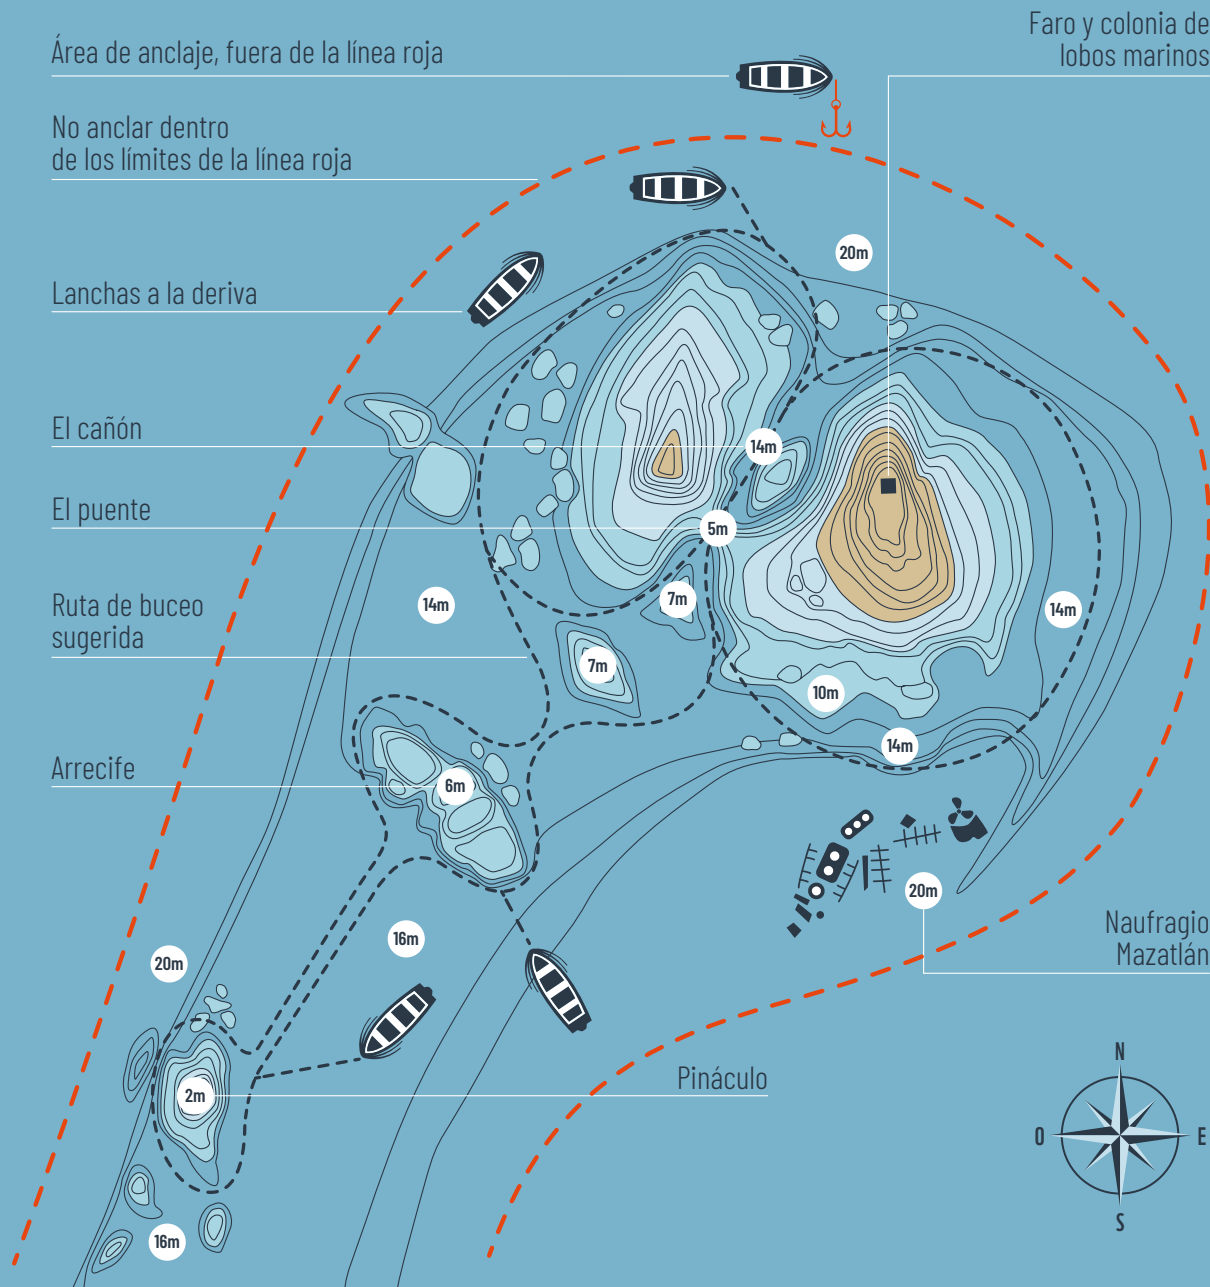 Área de anclaje, fuera de la línea roja
Faro y colonia de
lobos marinos
No anclar dentro
de los límites de la línea roja
20m
Lanchas a la deriva
El cañón
14m
El puente
5m
Ruta de buceo
sugerida
14m
7m
14m
7m
10m
14m
Arrecife
6m
20m
Naufragio
Mazatlán
16m
20m
Pináculo
2m
16m
N
O
E
S